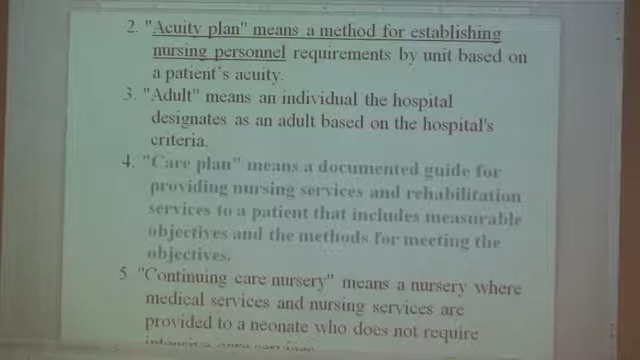 2. "Acuity plan" means a method for establishing
nursing personnel requirements by unit based on
a patient's acuity.
3. "Adult" means an individual the hospital
designates as an adult based on the hospital's
criteria.
4. "Care plan" means a documented guide for
providing nursing services and rehabilitation
services to a patient that includes measurable
objectives and the methods for meeting the
objectives.
5. "Continuing care nursery" means a nursery where
medical services and nursing services are
provided to a neonate who does not require